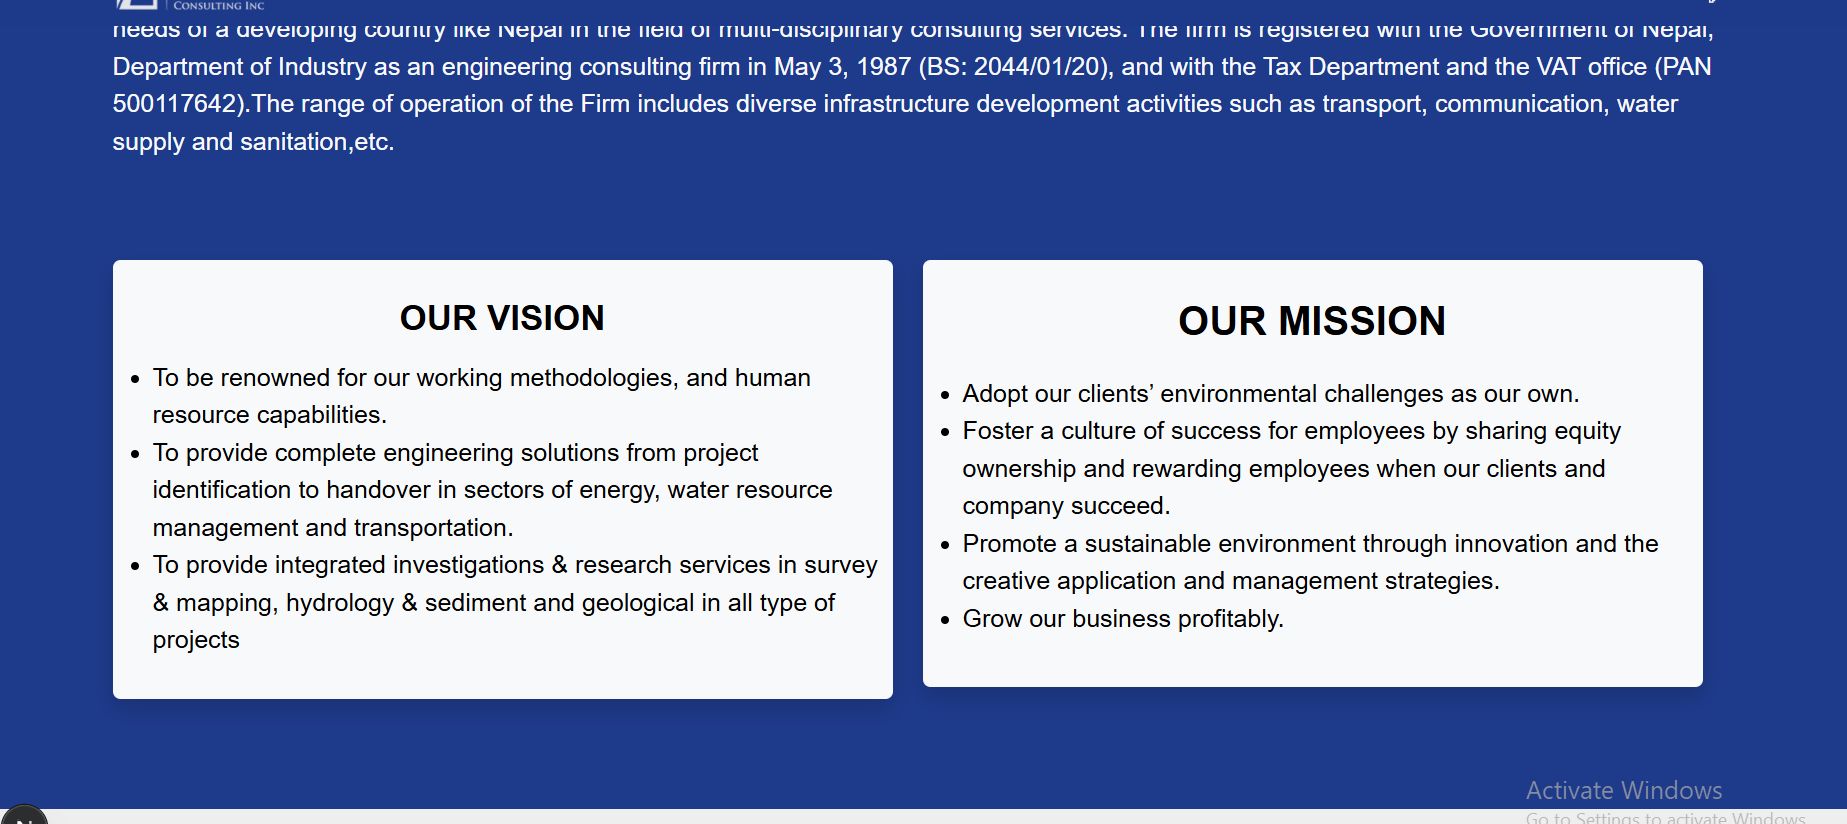 CONSULTING INC
needs of a developing country like Nepal in the field of multi-disciplinary consulting services. The firm is registered with the Government of Nepal,
Department of Industry as an engineering consulting firm in May 3, 1987 (BS: 2044/01/20), and with the Tax Department and the VAT office (PAN
500117642).The range of operation of the Firm includes diverse infrastructure development activities such as transport, communication, water
supply and sanitation,etc.
OUR VISION
• To be renowned for our working methodologies, and human
resource capabilities.
• To provide complete engineering solutions from project
identification to handover in sectors of energy, water resource
management and transportation.
• To provide integrated investigations & research services in survey
& mapping, hydrology & sediment and geological in all type of
projects
OUR MISSION
• Adopt our clients’ environmental challenges as our own.
• Foster a culture of success for employees by sharing equity
ownership and rewarding employees when our clients and
company succeed.
• Promote a sustainable environment through innovation and the
creative application and management strategies.
• Grow our business profitably.
Activate Windows
Go to Settings to activate Windows.